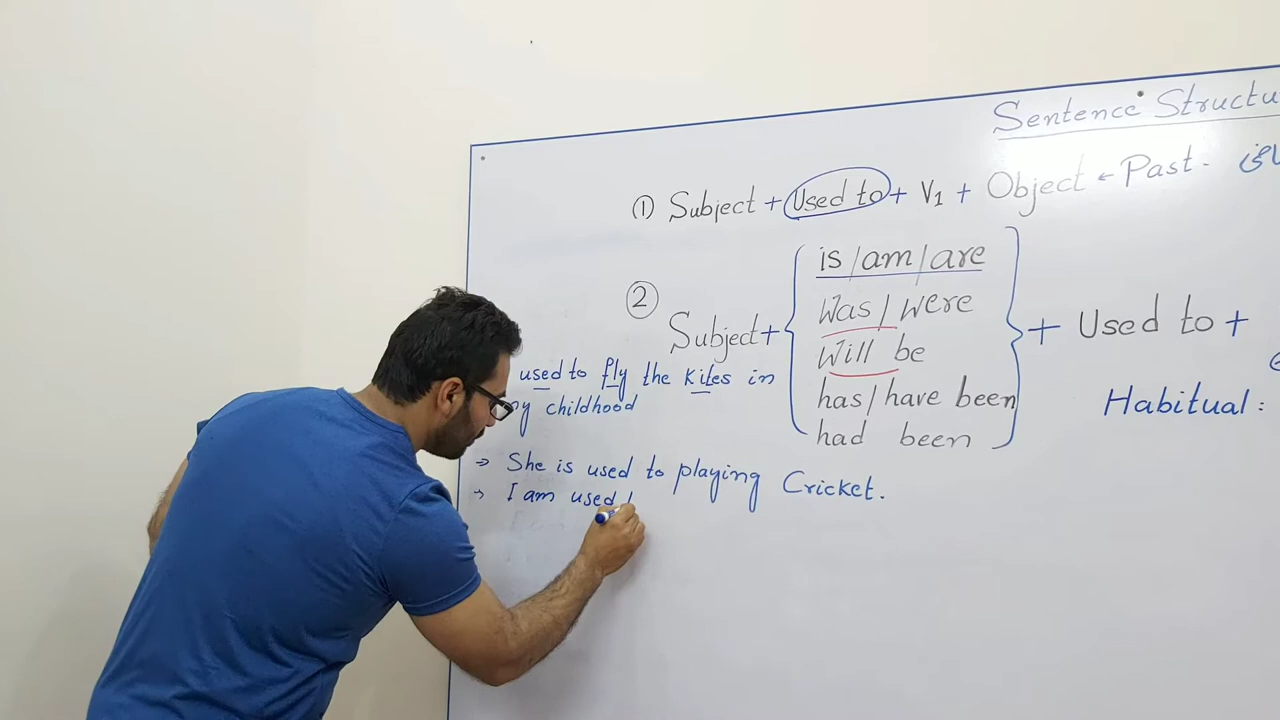 Sentence Structu
① Subject + Used to + V₁ + Object ← Past.
② Subject + { is / am / are
was / were
will be
has / have been
had been } + Used to +
Habitual :
used to fly the kites in
childhood
→ She is used to playing Cricket.
→ I am used